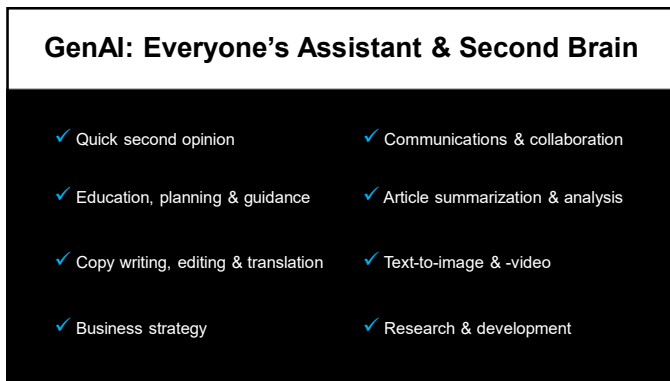 GenAI: Everyone’s Assistant & Second Brain
✓ Quick second opinion
✓ Education, planning & guidance
✓ Copy writing, editing & translation
✓ Business strategy
✓ Communications & collaboration
✓ Article summarization & analysis
✓ Text-to-image & -video
✓ Research & development